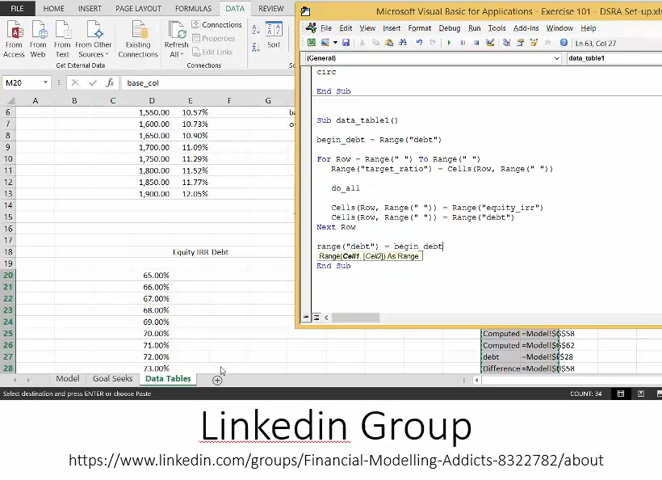 FILE HOME INSERT PAGE LAYOUT FORMULAS DATA REVIEW
Connections
Properties
Edit Links
From Access
From Web
From Other Sources
Existing Connections
Refresh All
Sort
Get External Data
Connections
M20
base_col
A B C D E F G
6 1,550.00 10.57%
7 1,600.00 10.73%
8 1,650.00 10.90%
9 1,700.00 11.09%
10 1,750.00 11.29%
11 1,800.00 11.52%
12 1,850.00 11.77%
13 1,900.00 12.05%
14
15
16
17
18 Equity IRR Debt
20 65.00%
21 66.00%
22 67.00%
23 68.00%
24 69.00%
25 70.00%
26 71.00%
27 72.00%
28 73.00%
Model Goal Seeks Data Tables
Select destination and press ENTER or choose Paste
COUNT: 34
Microsoft Visual Basic for Applications - Exercise 101 - DSRA Set-up.xls
File Edit View Insert Format Debug Run Tools Add-Ins Window Help
Ln 63, Col 27
(General)
data_table1
circ
End Sub
Sub data_table1()
begin_debt = Range("debt")
For Row = Range(" ") To Range(" ")
Range("target_ratio") = Cells(Row, Range(" "))
do_all
Cells(Row, Range(" ")) = Range("equity_irr")
Cells(Row, Range(" ")) = Range("debt")
Next Row
range("debt") = begin_debt
Range(Cell1, [Cell2]) As Range
End Sub
Computed =Model!$G$58
Computed =Model!$G$62
debt =Model!$G$28
Difference =Model!$G$58
Linkedin Group
https://www.linkedin.com/groups/Financial-Modelling-Addicts-8322782/about